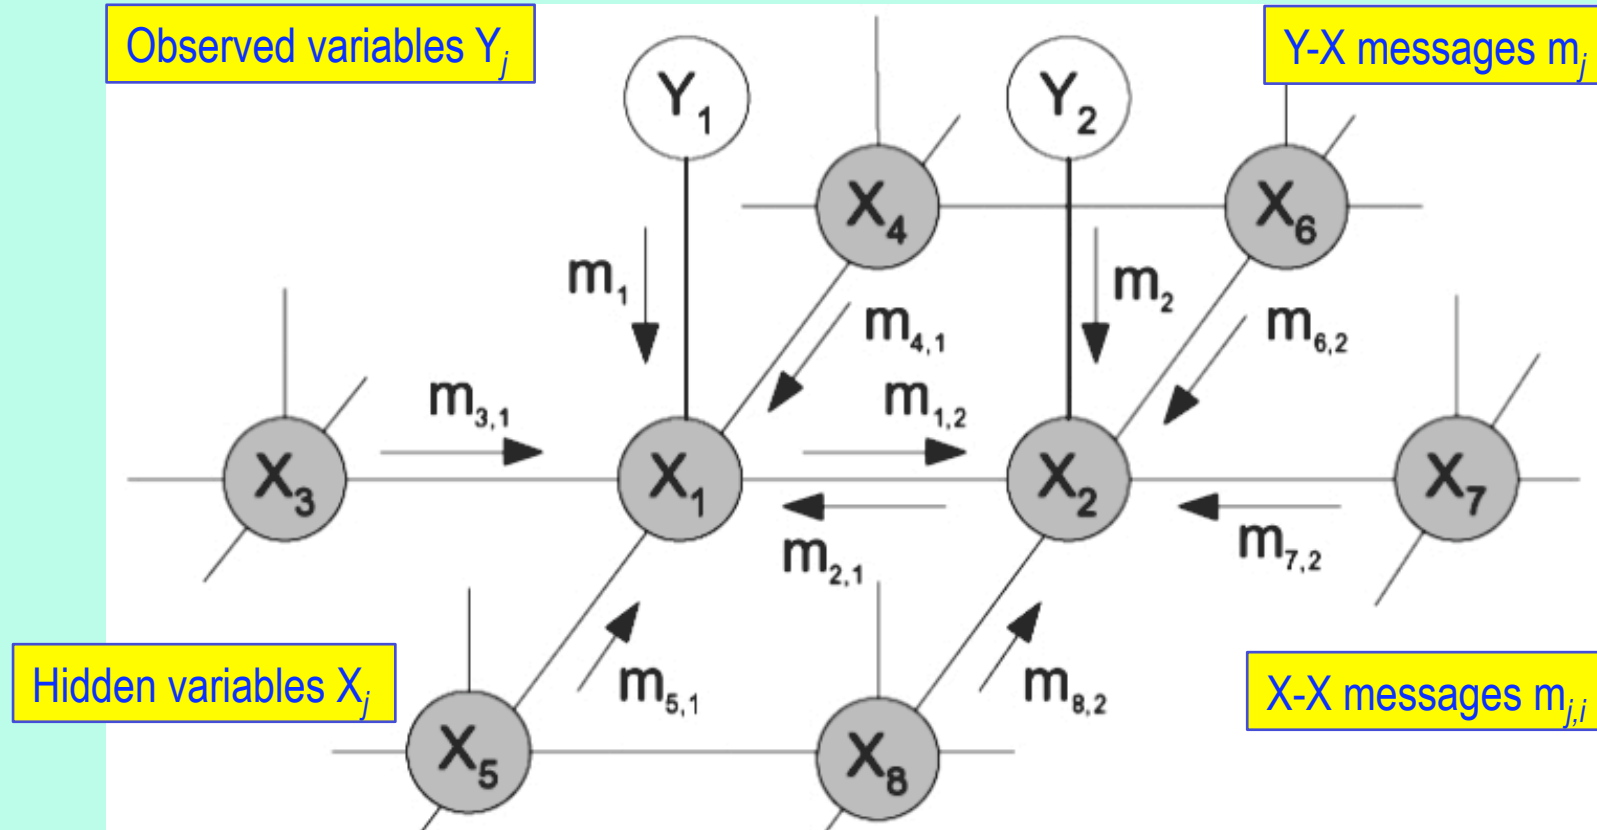 Observed variables Yj
Y-X messages mj
Y1
Y2
X4
X6
m1
m2
m4,1
m6,2
m3,1
m1,2
X3
X1
X2
X7
m2,1
m7,2
Hidden variables Xj
m5,1
m8,2
X-X messages mj,i
X5
X8